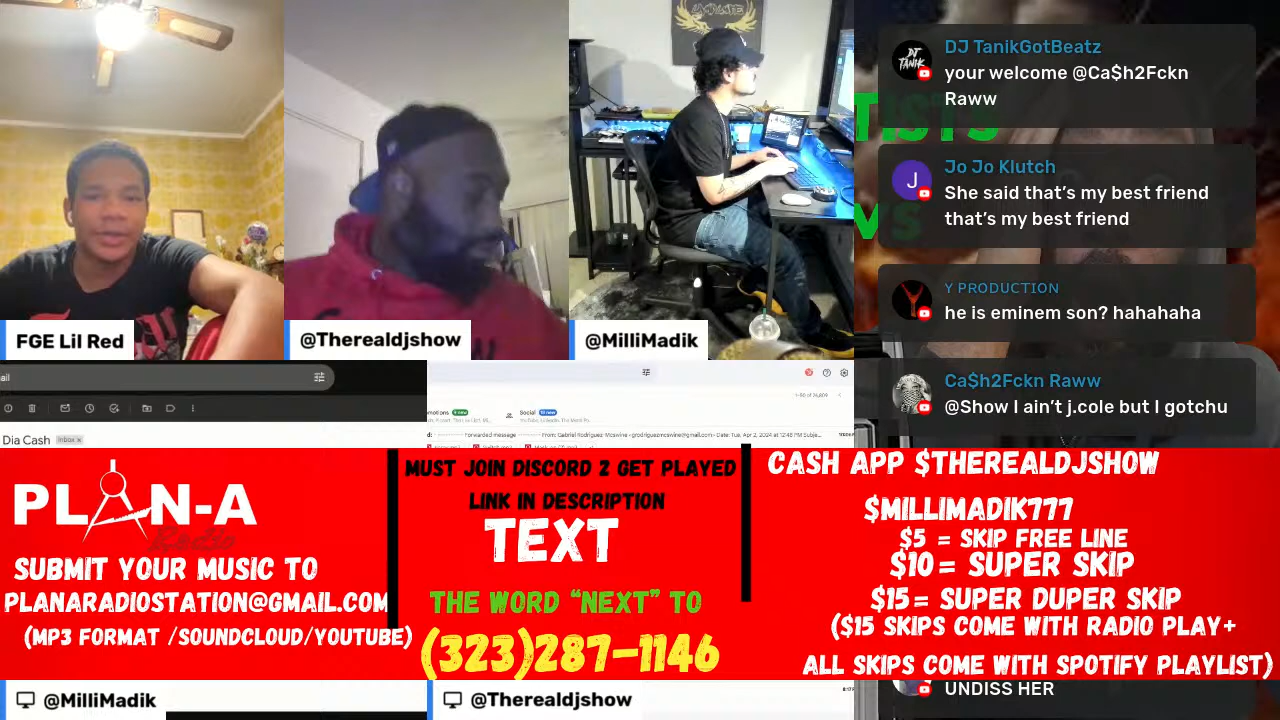 FGE Lil Red
@Therealdjshow
@MilliMadik
DJ TanikGotBeatz
your welcome @Ca$h2Fckn
Raww
Jo Jo Klutch
She said that's my best friend
that's my best friend
Y PRODUCTION
he is eminem son? hahahaha
Ca$h2Fckn Raww
@Show I ain't j.cole but I gotchu
Dia Cash Inbox x
Social
Forwarded message
PLAN-A
Radio
SUBMIT YOUR MUSIC TO
PLANARADIOSTATION@GMAIL.COM
(MP3 FORMAT /SOUNDCLOUD/YOUTUBE)
MUST JOIN DISCORD 2 GET PLAYED
LINK IN DESCRIPTION
TEXT
THE WORD “NEXT” TO
(323)287-1146
CASH APP $THEREALDJSHOW
$MILLIMADIK777
$5 = SKIP FREE LINE
$10 = SUPER SKIP
$15 = SUPER DUPER SKIP
($15 SKIPS COME WITH RADIO PLAY+
ALL SKIPS COME WITH SPOTIFY PLAYLIST)
UNDISS HER
@MilliMadik
@Therealdjshow